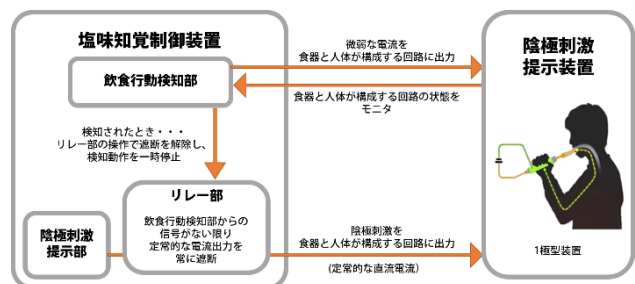 塩味知覚制御装置
飲食行動検知部
検知されたとき・・・
リレー部の操作で遮断を解除し、
検知動作を一時停止
リレー部
飲食行動検知部からの
信号がない限り
定常的な電流出力を
常に遮断
陰極刺激
提示部
微弱な電流を
食器と人体が構成する回路に出力
食器と人体が構成する回路の状態を
モニタ
陰極刺激を
食器と人体が構成する回路に出力
(定常的な直流電流)
陰極刺激
提示装置
1極型装置